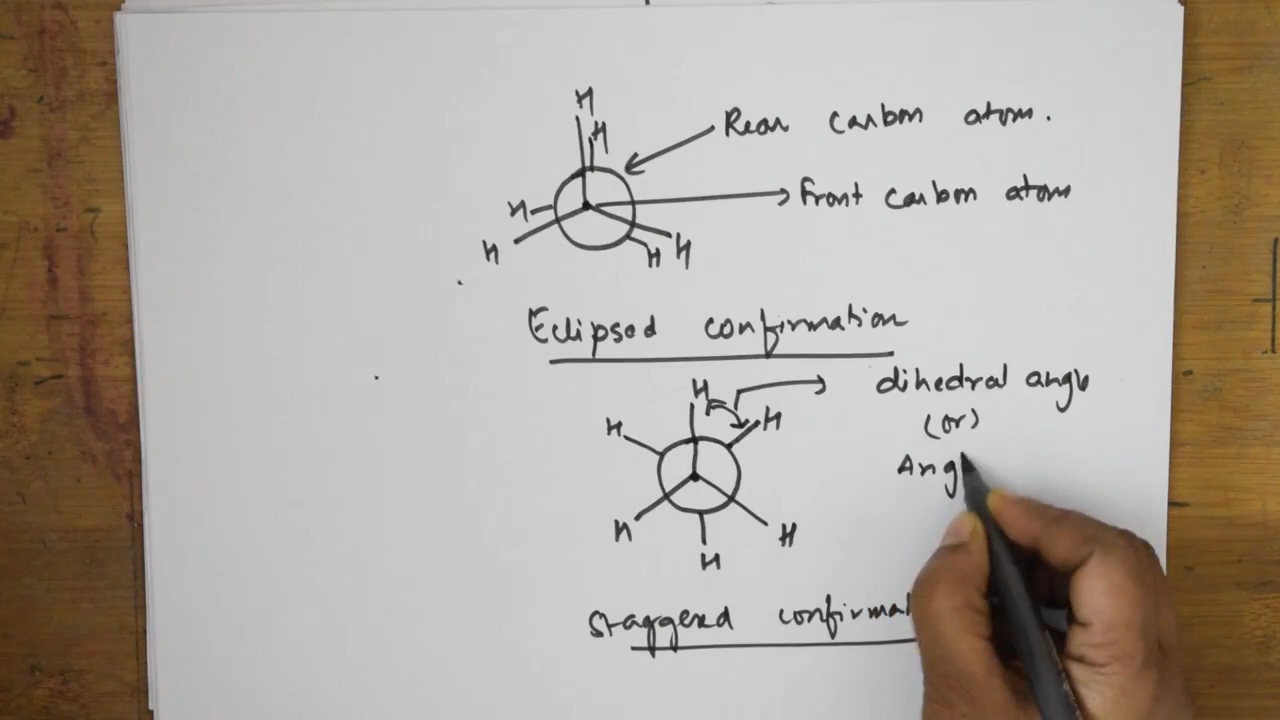 H
H
Rear carbon atom.
H
Front carbon atom
H
H
H
Eclipsed confirmation
H
dihedral angle
H
H
(or)
Ang
H
H
H
Staggered confirmat